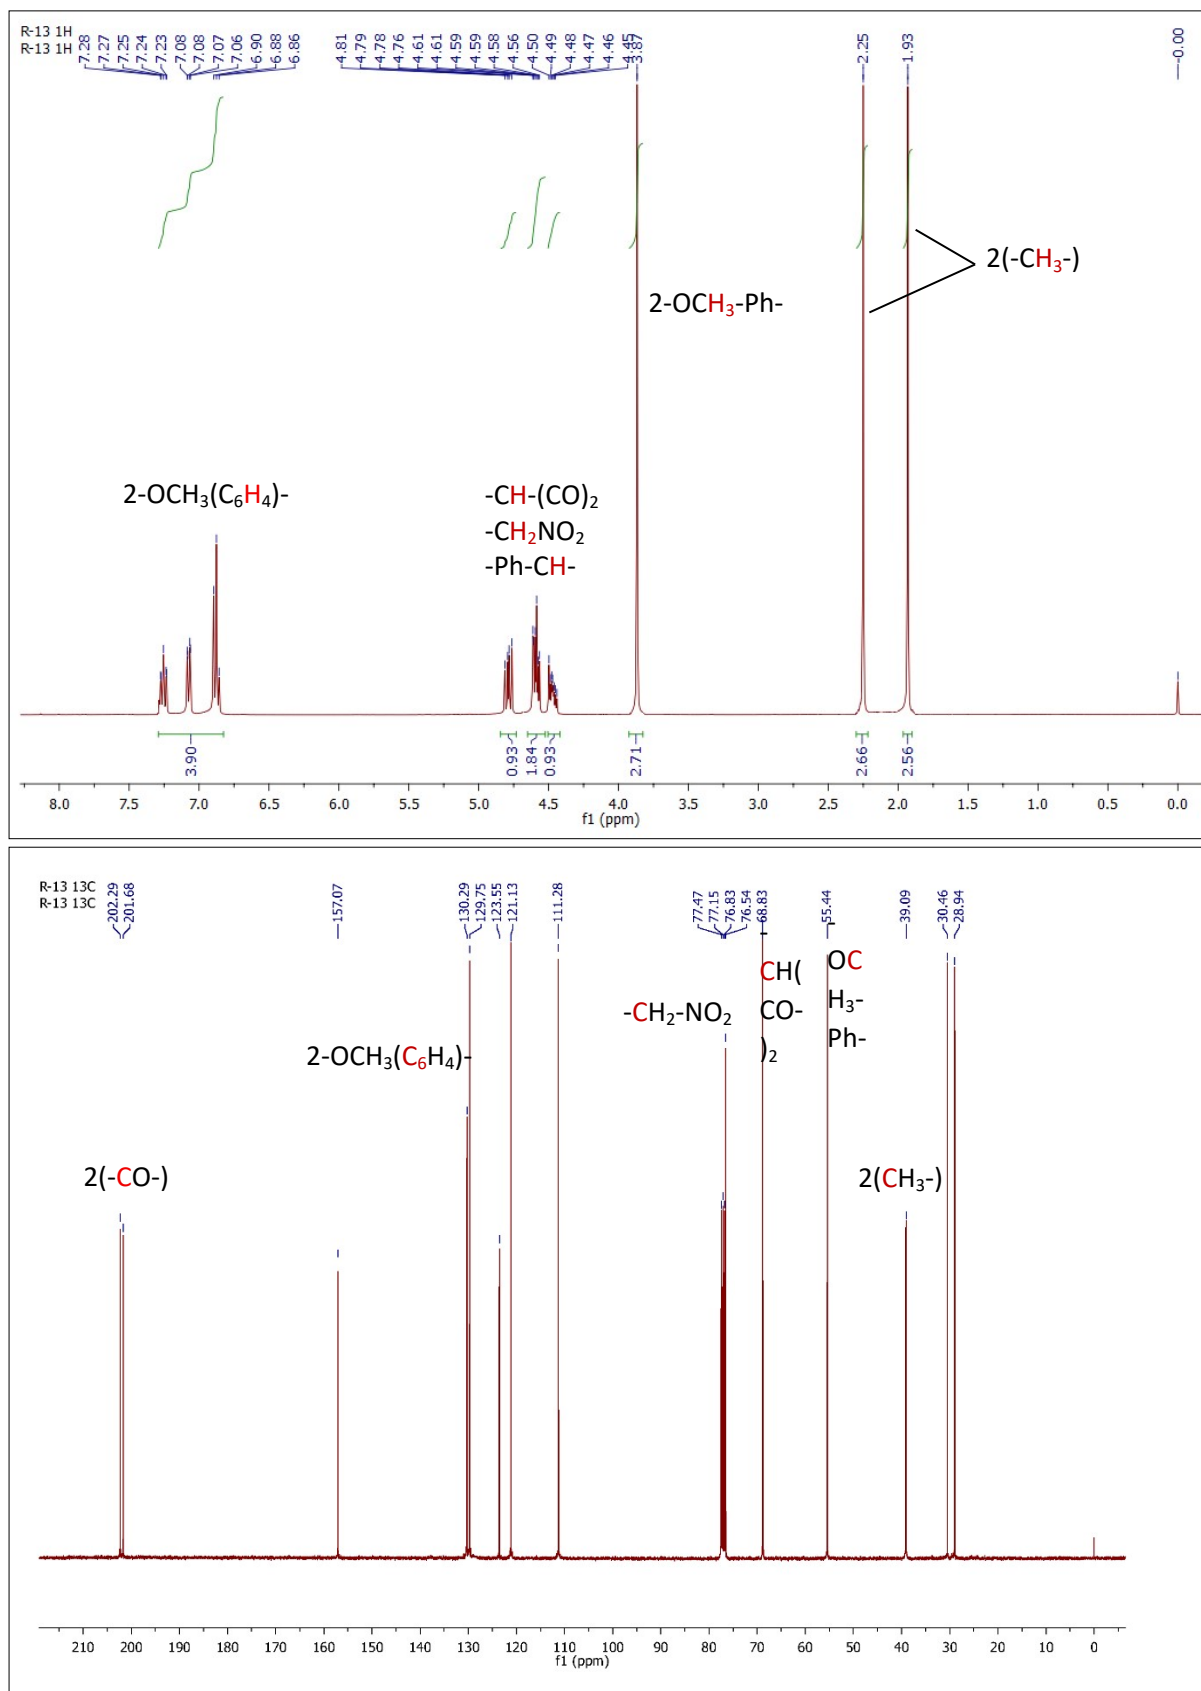 R-13 1H
R-13 1H
7.28
7.27
7.25
7.24
7.23
7.08
7.08
7.07
7.06
6.90
6.88
6.86
4.81
4.79
4.78
4.76
4.61
4.61
4.59
4.59
4.58
4.56
4.50
4.49
4.48
4.47
4.46
4.45
3.87
2.25
1.93
-0.00
2(-CH3-)
2-OCH3-Ph-
2-OCH3(C6H4)-
-CH-(CO)2
-CH2NO2
-Ph-CH-
3.90
0.93
1.84
0.93
2.71
2.66
2.56
8.0 7.5 7.0 6.5 6.0 5.5 5.0 4.5 4.0 3.5 3.0 2.5 2.0 1.5 1.0 0.5 0.0
f1 (ppm)
R-13 13C
R-13 13C
202.29
201.68
157.07
130.29
129.75
123.55
121.13
111.28
77.47
77.15
76.83
76.54
68.83
55.44
39.09
30.46
28.94
-
CH(
CO-
)2
-
OC
H3-
Ph-
-CH2-NO2
2-OCH3(C6H4)-
2(-CO-)
2(CH3-)
210 200 190 180 170 160 150 140 130 120 110 100 90 80 70 60 50 40 30 20 10 0
f1 (ppm)